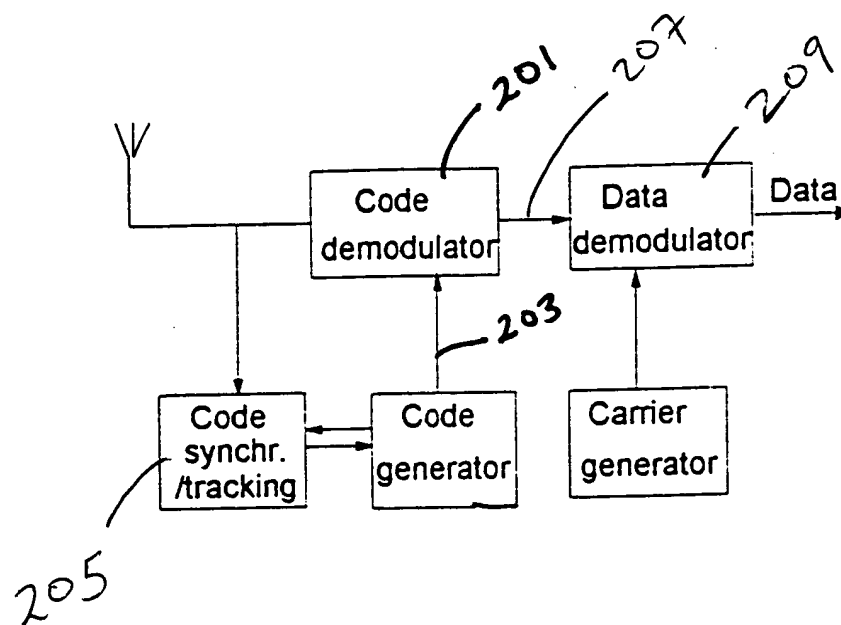 201
207
209
Code
demodulator
Data
demodulator
Data
203
Code
synchr.
/tracking
Code
generator
Carrier
generator
205